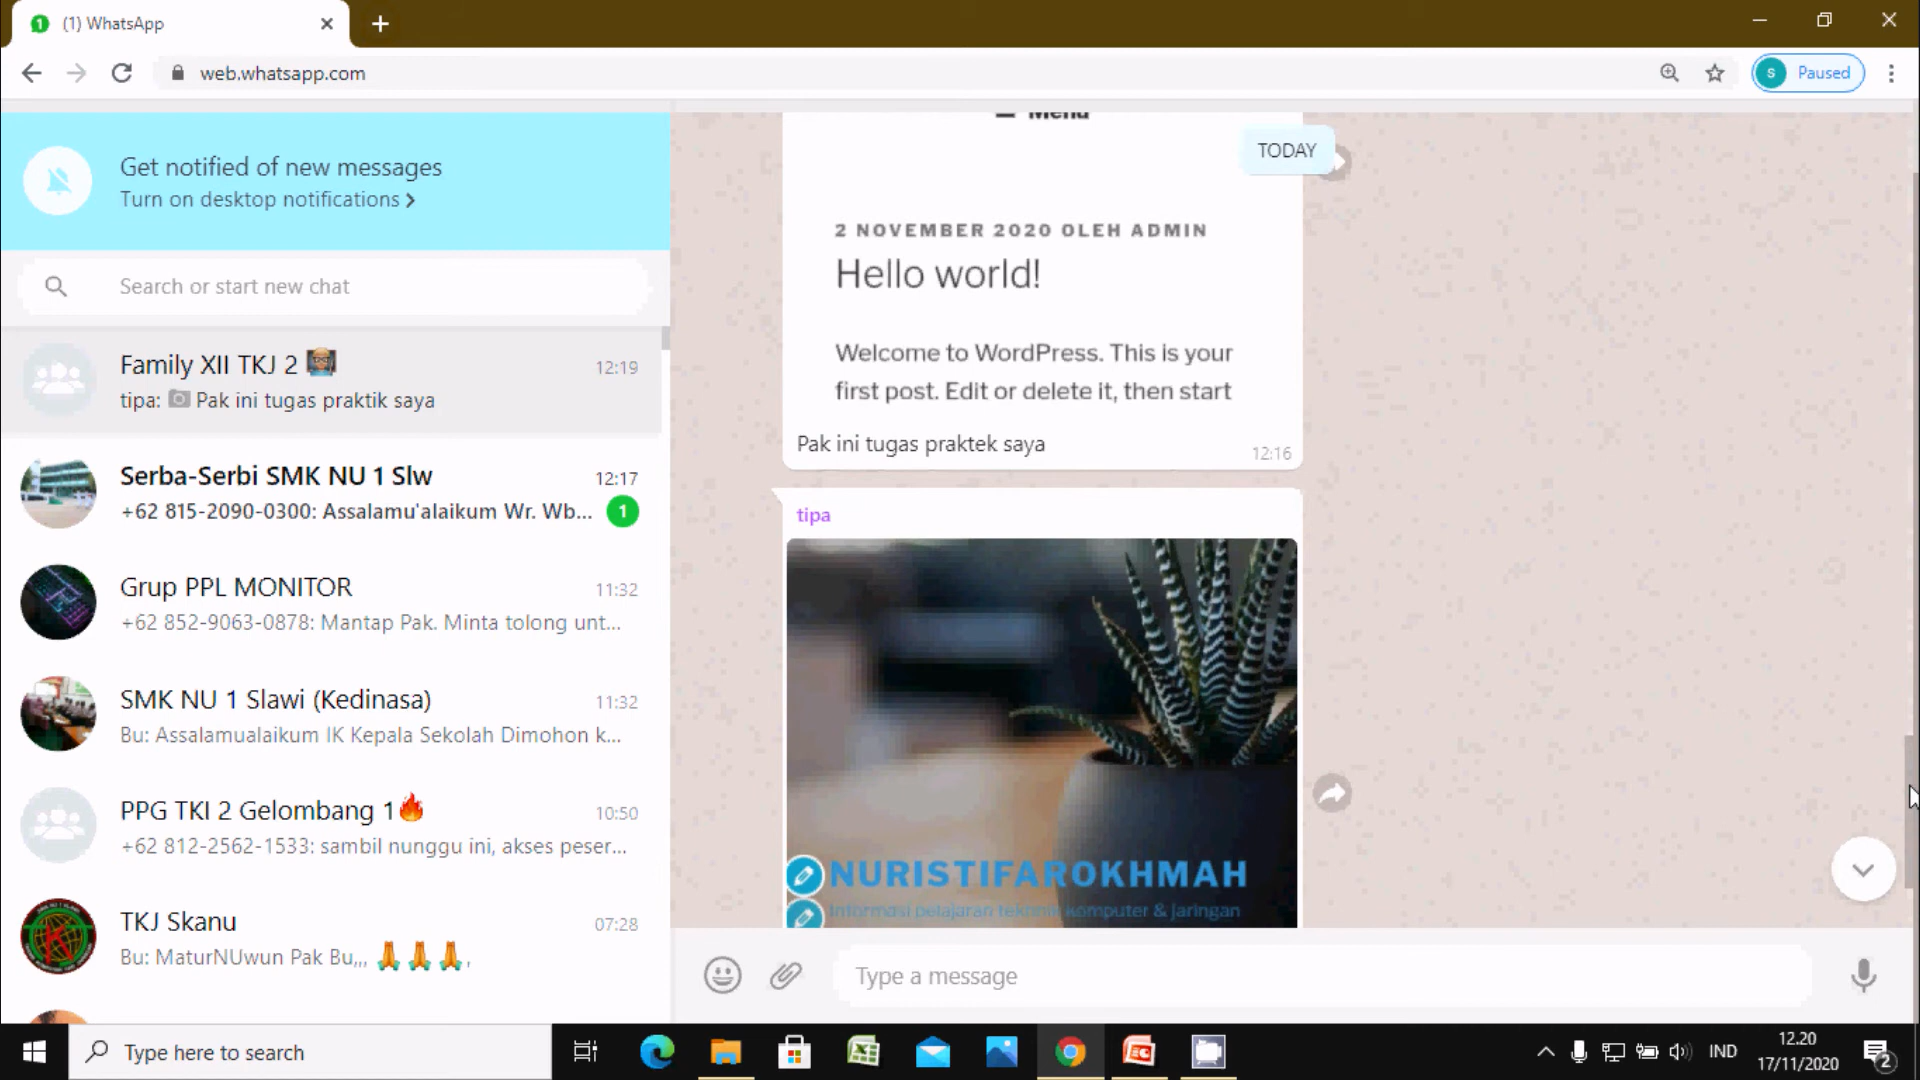 (1) WhatsApp
web.whatsapp.com
S Paused
Get notified of new messages
Turn on desktop notifications
Search or start new chat
Family XII TKJ 2
12:19
tipa: Pak ini tugas praktik saya
Serba-Serbi SMK NU 1 Slw
12:17
+62 815-2090-0300: Assalamu'alaikum Wr. Wb...
1
Grup PPL MONITOR
11:32
+62 852-9063-0878: Mantap Pak. Minta tolong unt...
SMK NU 1 Slawi (Kedinasa)
11:32
Bu: Assalamualaikum IK Kepala Sekolah Dimohon k...
PPG TKI 2 Gelombang 1🔥
10:50
+62 812-2562-1533: sambil nunggu ini, akses peser...
TKJ Skanu
07:28
Bu: MaturNUwun Pak Bu,,, 🙏🙏🙏,
Menu
TODAY
2 NOVEMBER 2020 OLEH ADMIN
Hello world!
Welcome to WordPress. This is your
first post. Edit or delete it, then start
Pak ini tugas praktek saya
12:16
tipa
NURISTIFAROKHMAH
Informasi pelajaran teknik komputer & jaringan
Type a message
Type here to search
IND
12.20
17/11/2020
2